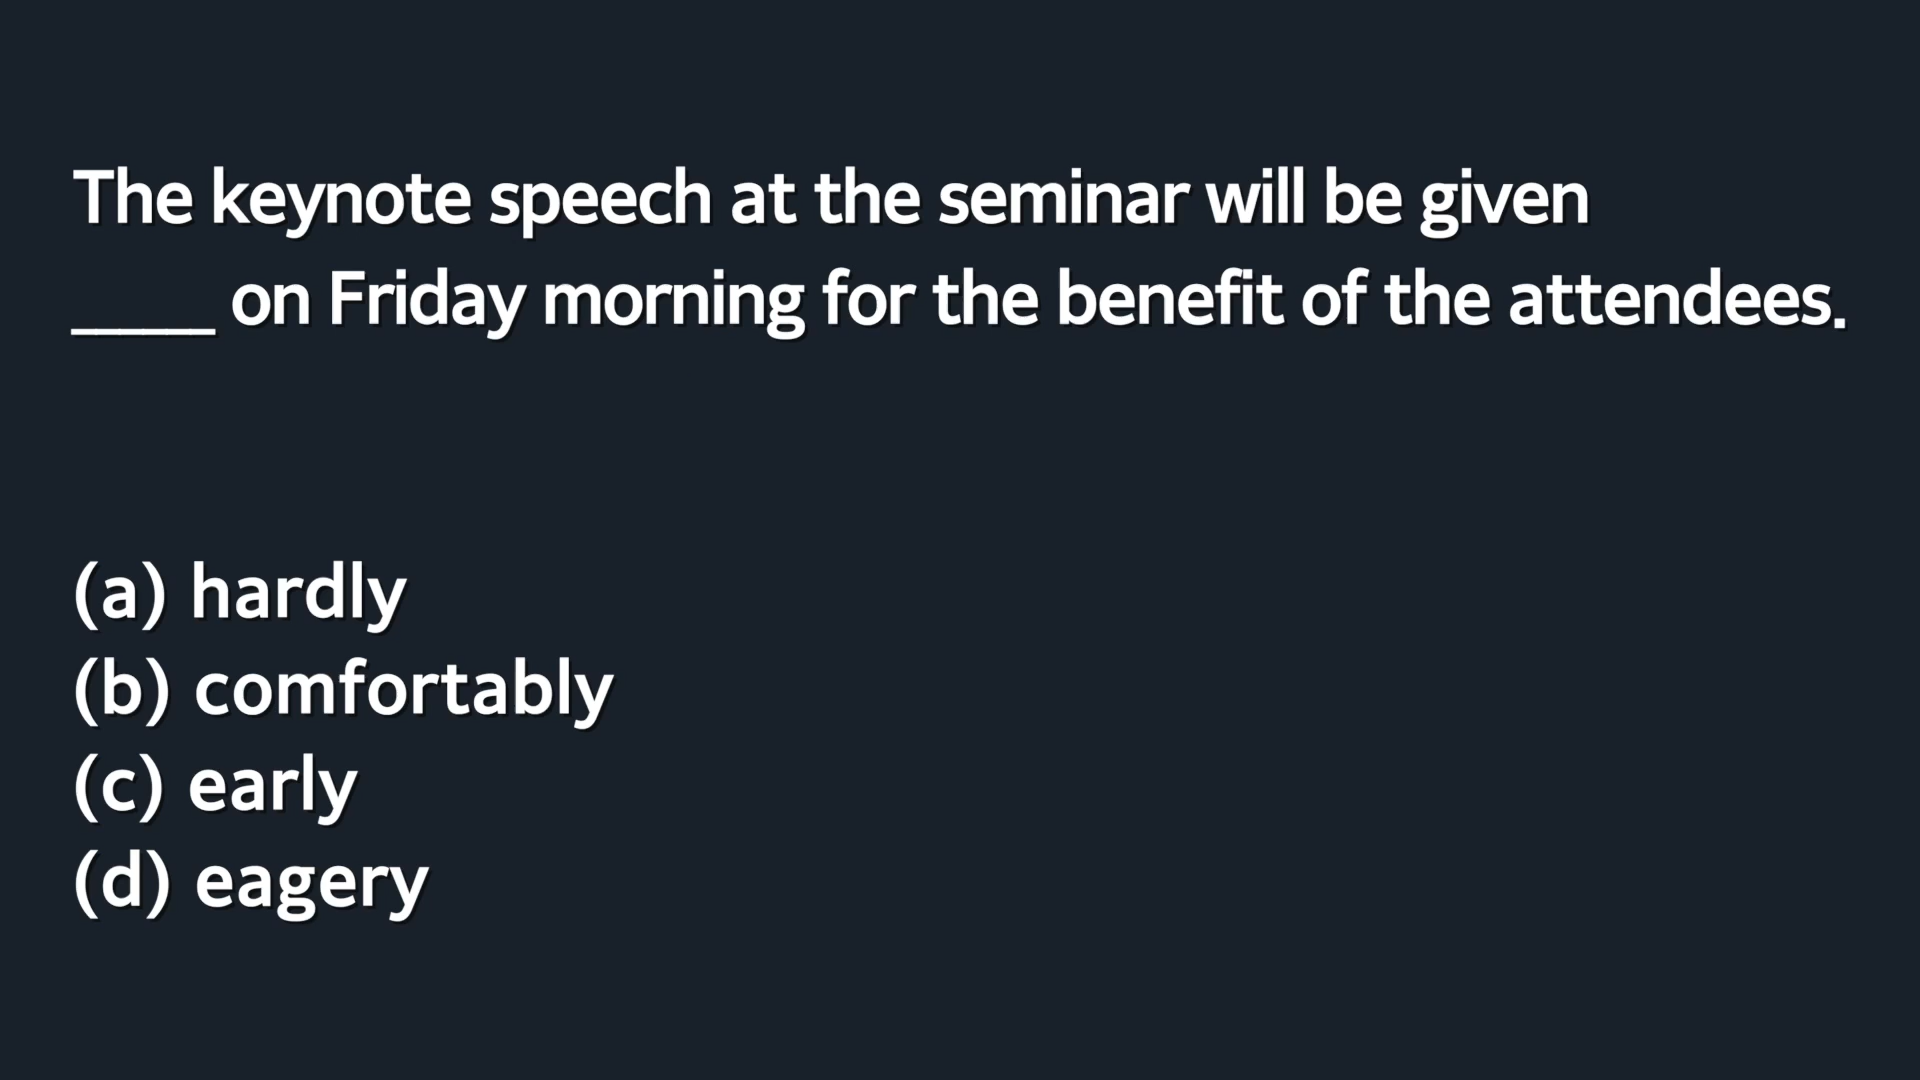 The keynote speech at the seminar will be given
_____ on Friday morning for the benefit of the attendees.
(a) hardly
(b) comfortably
(c) early
(d) eagery